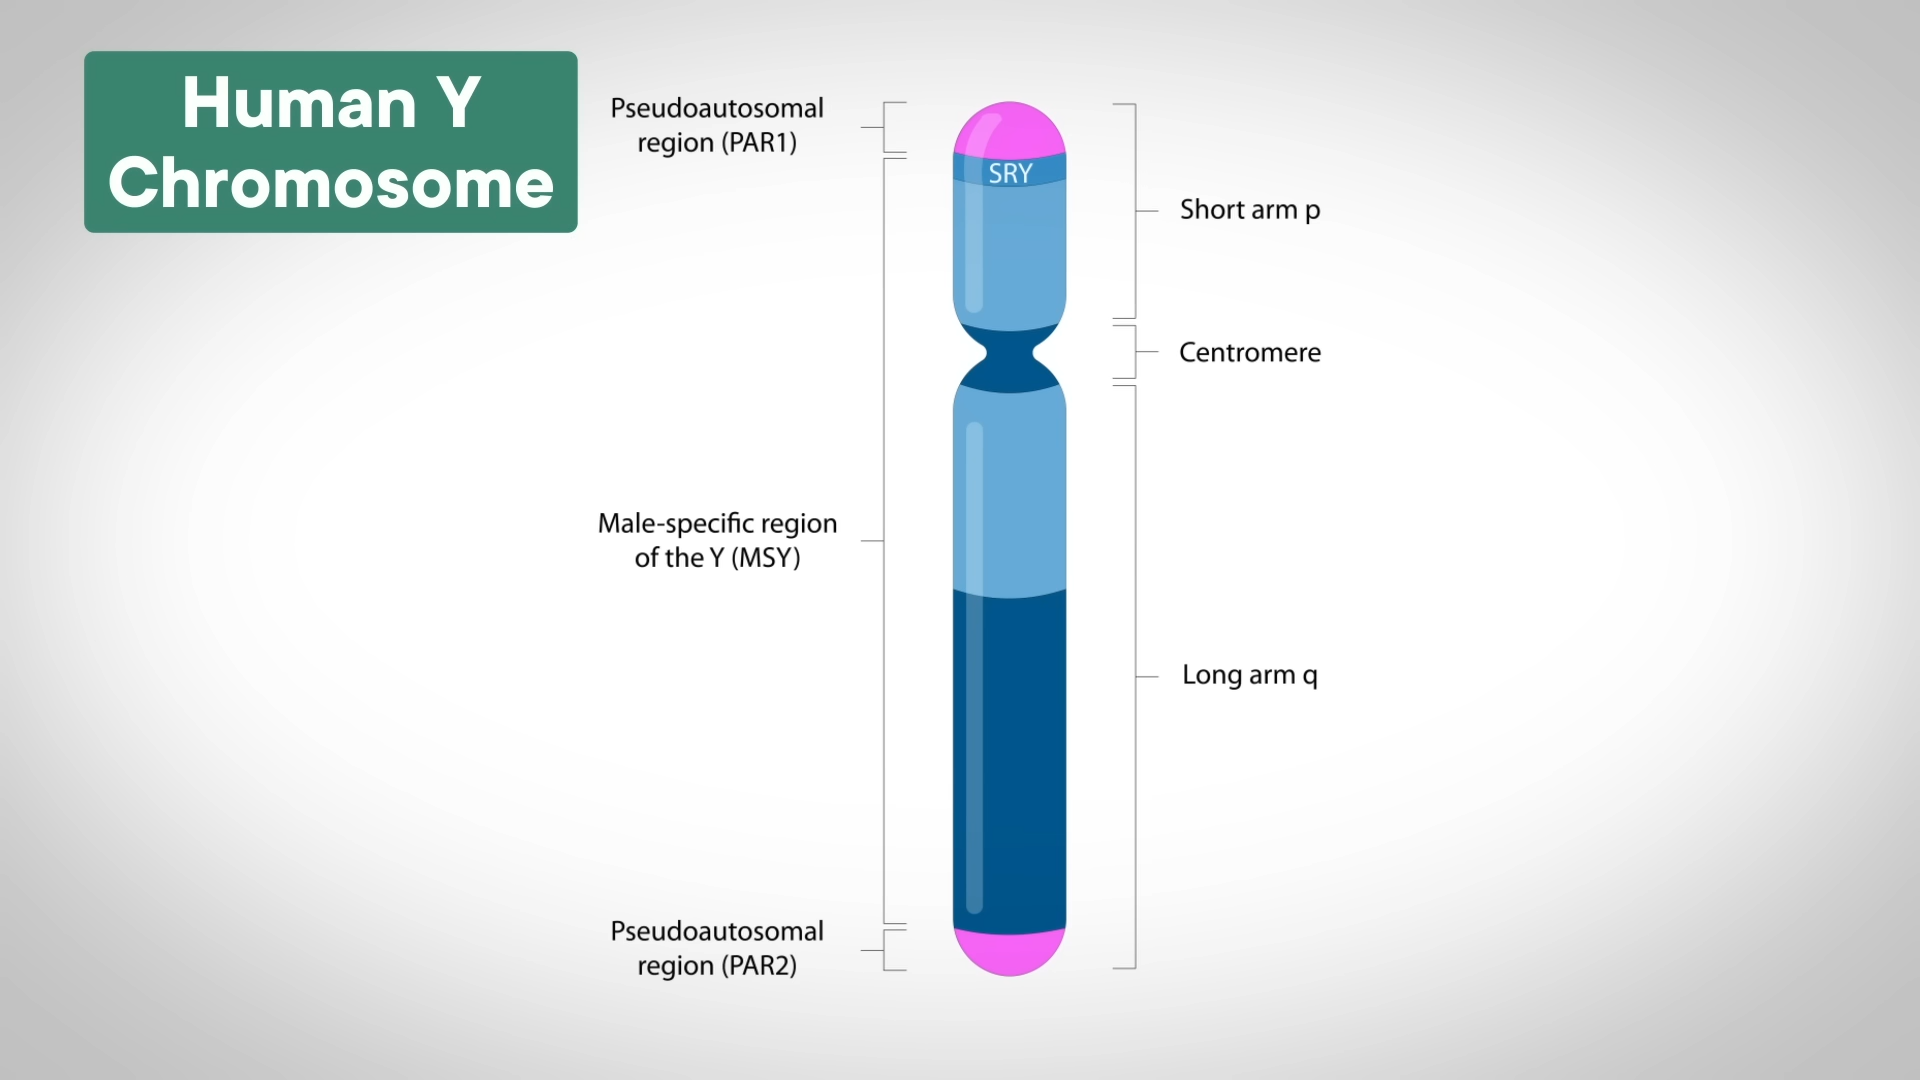 Human Y
Chromosome
Pseudoautosomal
region (PAR1)
SRY
Short arm p
Centromere
Male-specific region
of the Y (MSY)
Long arm q
Pseudoautosomal
region (PAR2)